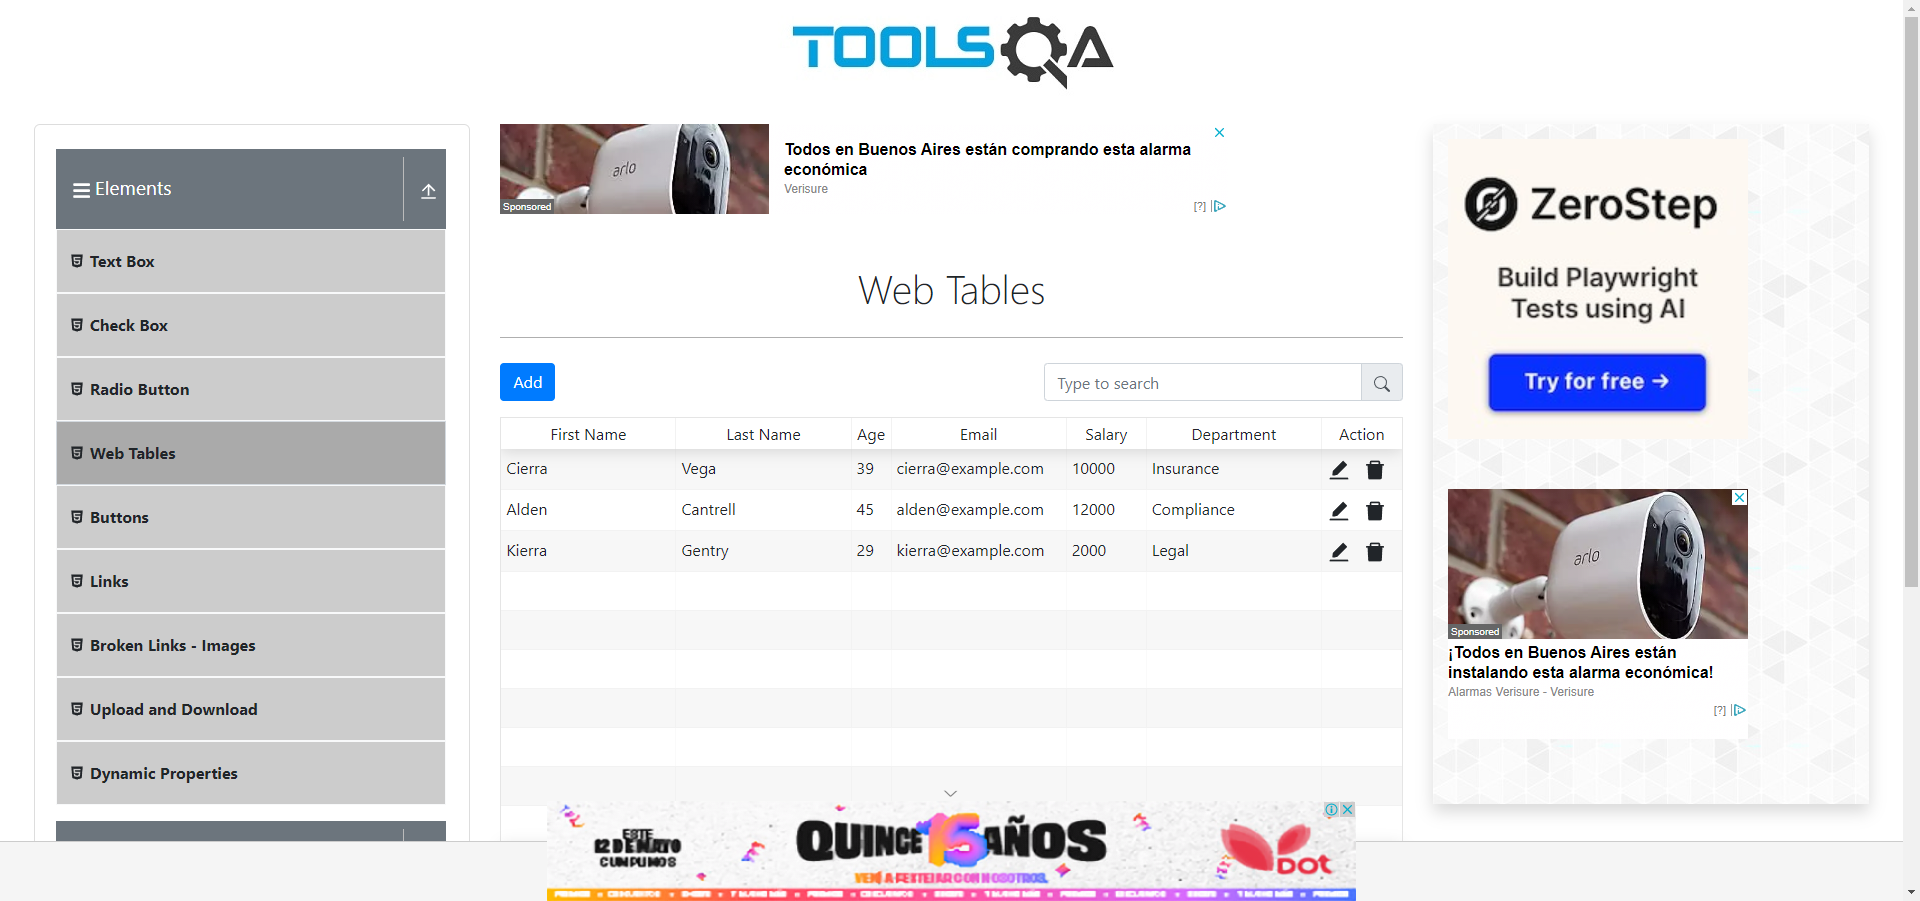 TOOLSQA
Elements
Text Box
Check Box
Radio Button
Web Tables
Buttons
Links
Broken Links - Images
Upload and Download
Dynamic Properties
arlo
Sponsored
Todos en Buenos Aires están comprando esta alarma
económica
Verisure
[?]
Web Tables
Add
Type to search
First Name Last Name Age Email Salary Department Action
Cierra Vega 39 cierra@example.com 10000 Insurance
Alden Cantrell 45 alden@example.com 12000 Compliance
Kierra Gentry 29 kierra@example.com 2000 Legal
ZeroStep
Build Playwright
Tests using AI
Try for free →
arlo
Sponsored
¡Todos en Buenos Aires están
instalando esta alarma económica!
Alarmas Verisure - Verisure
[?]
ESTE
12 DE MAYO
CUMPLIMOS
QUINCE 15 AÑOS
VENÍ A FESTEJAR CON NOSOTROS.
DOT